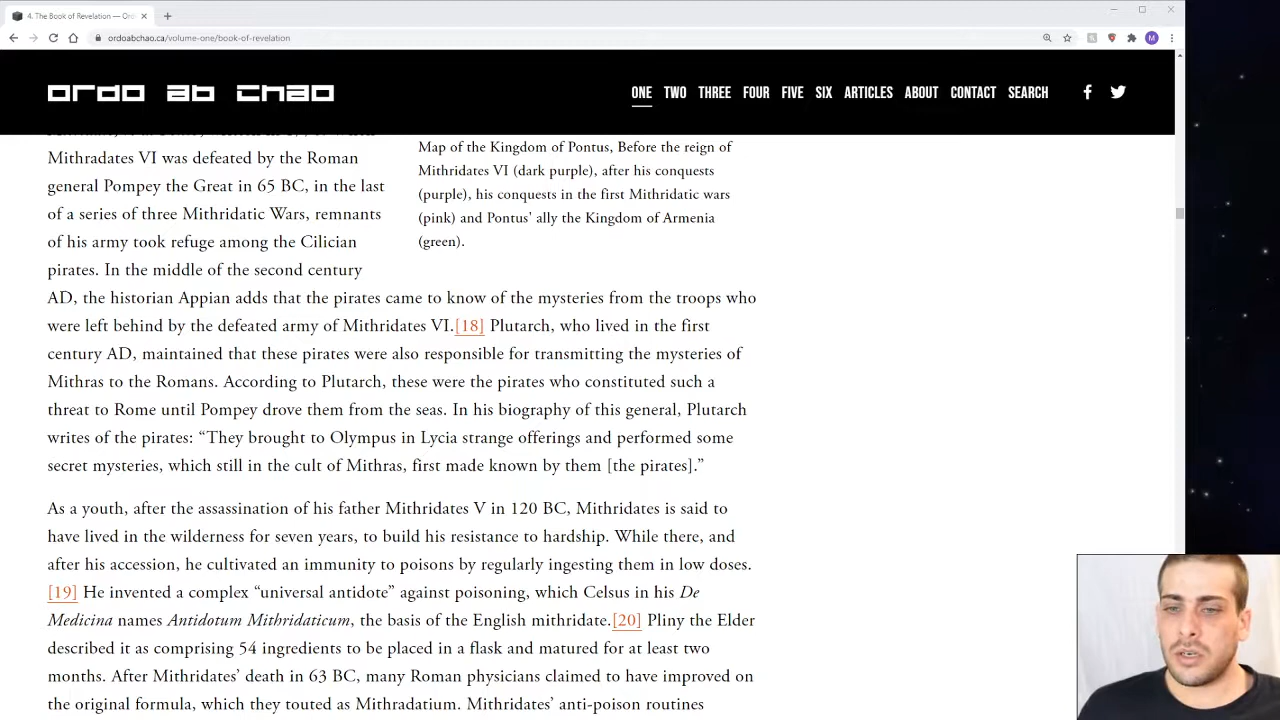 4. The Book of Revelation — Ord
ordoabchao.ca/volume-one/book-of-revelation
M
ordo ab chao
ONE TWO THREE FOUR FIVE SIX ARTICLES ABOUT CONTACT SEARCH
Mithradates VI was defeated by the Roman
general Pompey the Great in 65 BC, in the last
of a series of three Mithridatic Wars, remnants
of his army took refuge among the Cilician
pirates. In the middle of the second century
AD, the historian Appian adds that the pirates came to know of the mysteries from the troops who
were left behind by the defeated army of Mithridates VI.[18] Plutarch, who lived in the first
century AD, maintained that these pirates were also responsible for transmitting the mysteries of
Mithras to the Romans. According to Plutarch, these were the pirates who constituted such a
threat to Rome until Pompey drove them from the seas. In his biography of this general, Plutarch
writes of the pirates: “They brought to Olympus in Lycia strange offerings and performed some
secret mysteries, which still in the cult of Mithras, first made known by them [the pirates].”
Map of the Kingdom of Pontus, Before the reign of
Mithridates VI (dark purple), after his conquests
(purple), his conquests in the first Mithridatic wars
(pink) and Pontus' ally the Kingdom of Armenia
(green).
As a youth, after the assassination of his father Mithridates V in 120 BC, Mithridates is said to
have lived in the wilderness for seven years, to build his resistance to hardship. While there, and
after his accession, he cultivated an immunity to poisons by regularly ingesting them in low doses.
[19] He invented a complex “universal antidote” against poisoning, which Celsus in his De
Medicina names Antidotum Mithridaticum, the basis of the English mithridate.[20] Pliny the Elder
described it as comprising 54 ingredients to be placed in a flask and matured for at least two
months. After Mithridates’ death in 63 BC, many Roman physicians claimed to have improved on
the original formula, which they touted as Mithradatium. Mithridates’ anti-poison routines